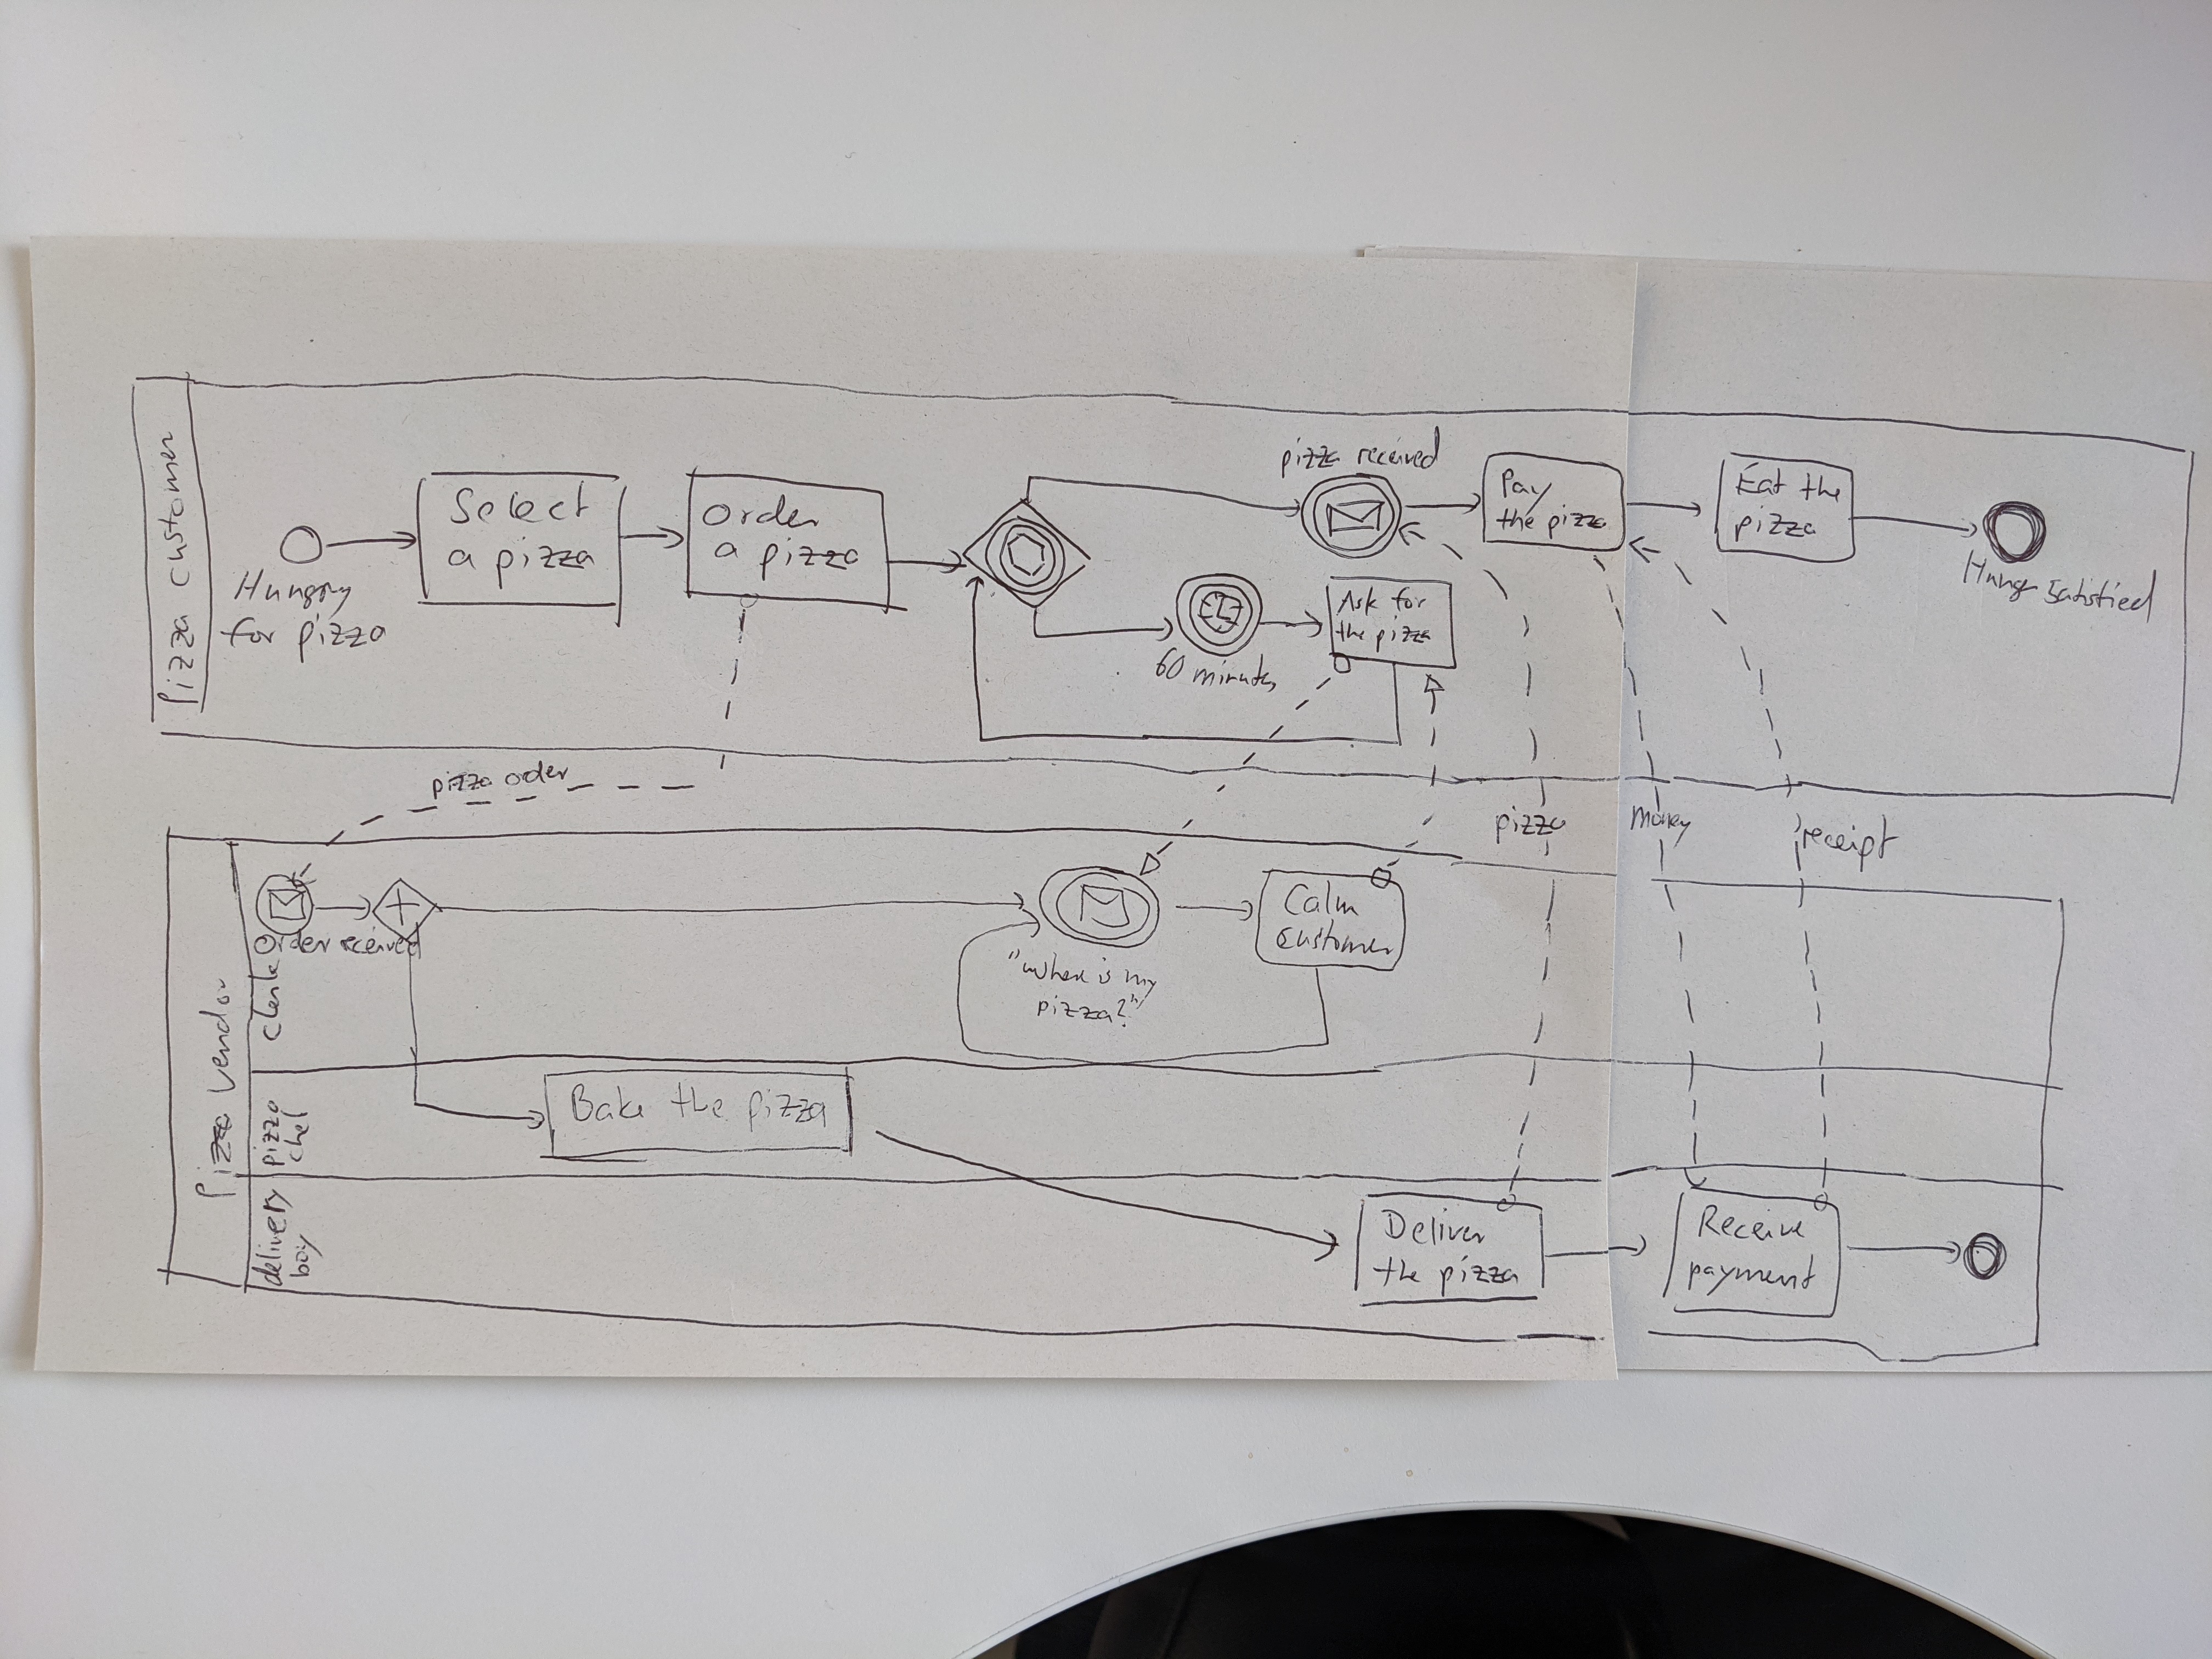 Pizza customer
Hungry
for pizza
Select
a pizza
order
a pizza
pizza received
60 minutes
Ask for
the pizza
Pay
the pizza
Eat the
pizza
Hunger satisfied
pizza order
pizza
money
receipt
Pizza vendor
clerk
Order received
"Where is my
pizza?"
Calm
customer
pizza
chef
Bake the pizza
delivery
boy
Deliver
the pizza
Receive
payment